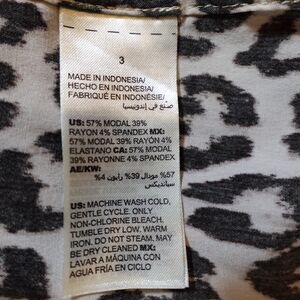 3
MADE IN INDONESIA/
HECHO EN INDONESIA/
FABRIQUÉ EN INDONÉSIE/
صنع في إندونيسيا
US: 57% MODAL 39%
RAYON 4% SPANDEX MX:
57% MODAL 39% RAYÓN 4%
ELASTANO CA: 57% MODAL
39% RAYONNE 4% SPANDEX
AE/KW:
57% مودال 39% رايون 4%
سباندكس
US: MACHINE WASH COLD,
GENTLE CYCLE. ONLY
NON-CHLORINE BLEACH.
TUMBLE DRY LOW. WARM
IRON. DO NOT STEAM. MAY
BE DRY CLEANED MX:
LAVAR A MÁQUINA CON
AGUA FRÍA EN CICLO